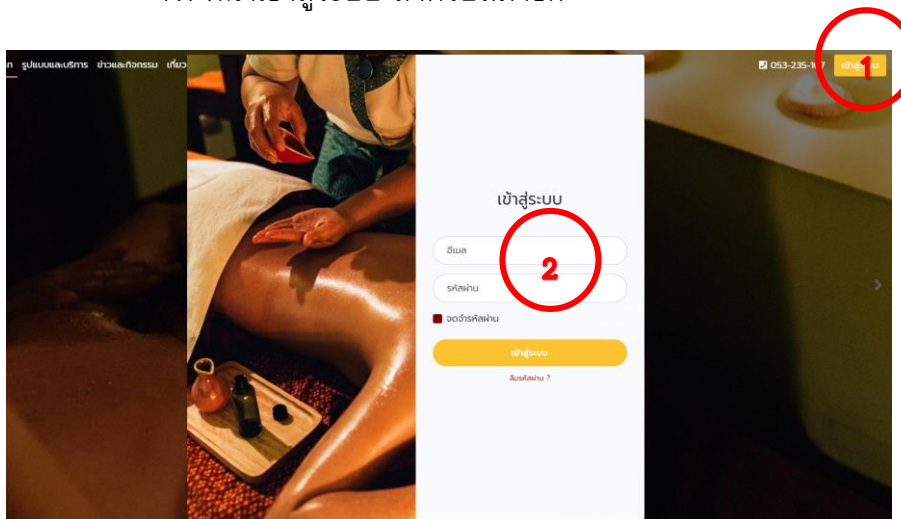 รูปแบบและบริการ ข่าวและกิจกรรม
053-235-1 7
1
เข้าสู่ระบบ
อีเมล
2
รหัสผ่าน
จดจำรหัสผ่าน
เข้าสู่ระบบ
ลืมรหัสผ่าน ?